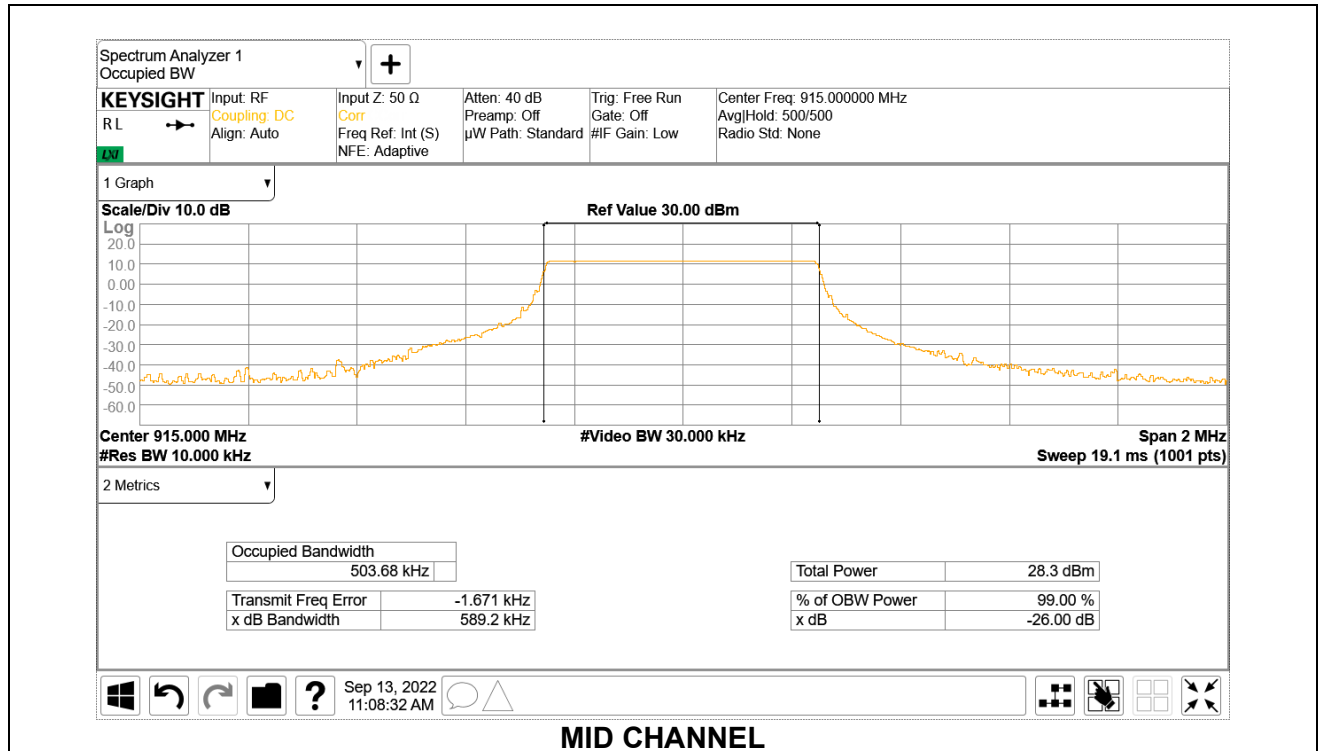 Spectrum Analyzer 1
Occupied BW
▼
+
KEYSIGHT
R L
LXI
Input: RF
Coupling: DC
Align: Auto
Input Z: 50 Ω
Corr
Freq Ref: Int (S)
NFE: Adaptive
Atten: 40 dB
Preamp: Off
µW Path: Standard
Trig: Free Run
Gate: Off
#IF Gain: Low
Center Freq: 915.000000 MHz
Avg|Hold: 500/500
Radio Std: None
1 Graph ▼
Scale/Div 10.0 dB Ref Value 30.00 dBm
Log
20.0
10.0
0.00
-10.0
-20.0
-30.0
-40.0
-50.0
-60.0
Center 915.000 MHz #Video BW 30.000 kHz Span 2 MHz
#Res BW 10.000 kHz Sweep 19.1 ms (1001 pts)
2 Metrics ▼
Occupied Bandwidth
503.68 kHz
Transmit Freq Error -1.671 kHz
x dB Bandwidth 589.2 kHz
Total Power 28.3 dBm
% of OBW Power 99.00 %
x dB -26.00 dB
?
Sep 13, 2022
11:08:32 AM
MID CHANNEL